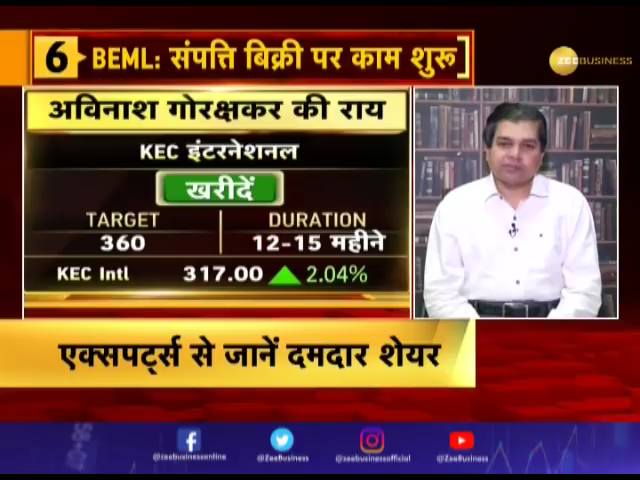 6 BEML: संपत्ति बिक्री पर काम शुरू
ZEEBUSINESS
अविनाश गोरक्षकर की राय
KEC इंटरनेशनल
खरीदें
TARGET DURATION
360 12-15 महीने
KEC Intl 317.00 2.04%
एक्सपर्ट्स से जानें दमदार शेयर
@zeebusinessonline @ZeeBusiness @zeebusinessofficial @ZeeBusiness